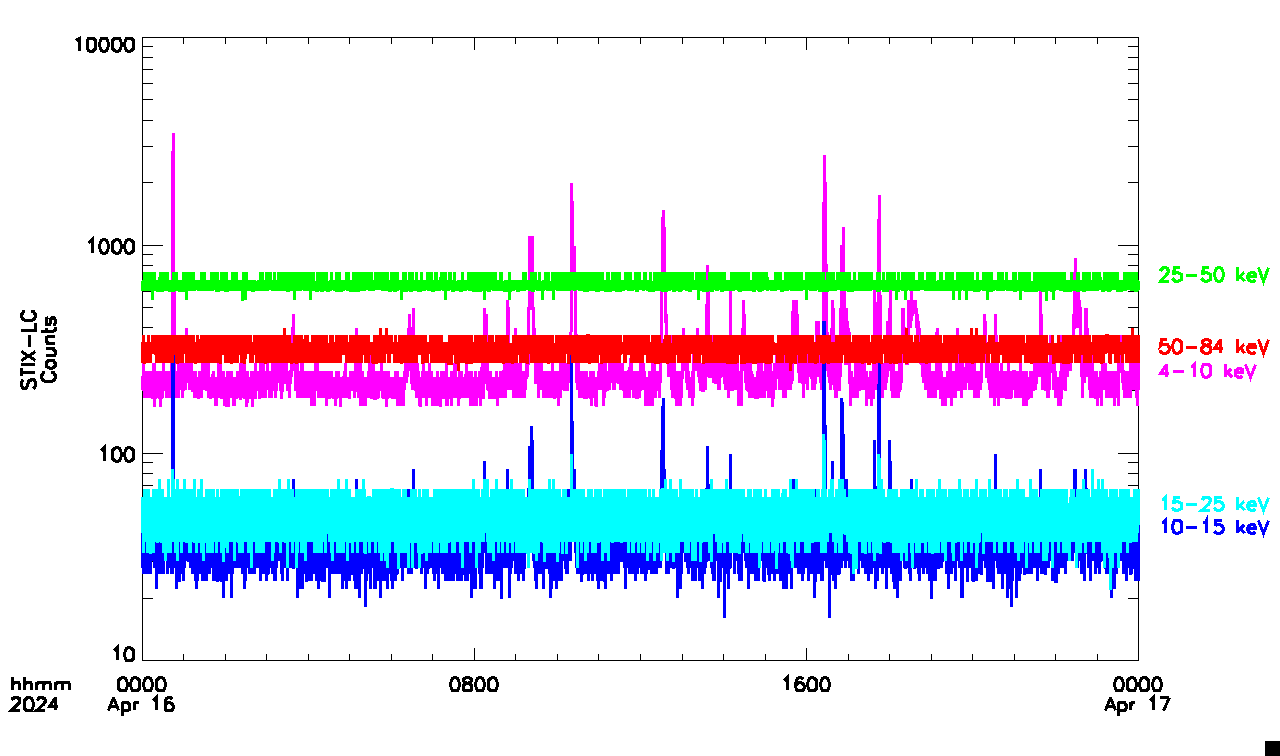 10000
1000
100
10
STIX-LC
Counts
25-50 keV
50-84 keV
4-10 keV
15-25 keV
10-15 keV
hhmm 0000 0800 1600 0000
2024 Apr 16 Apr 17